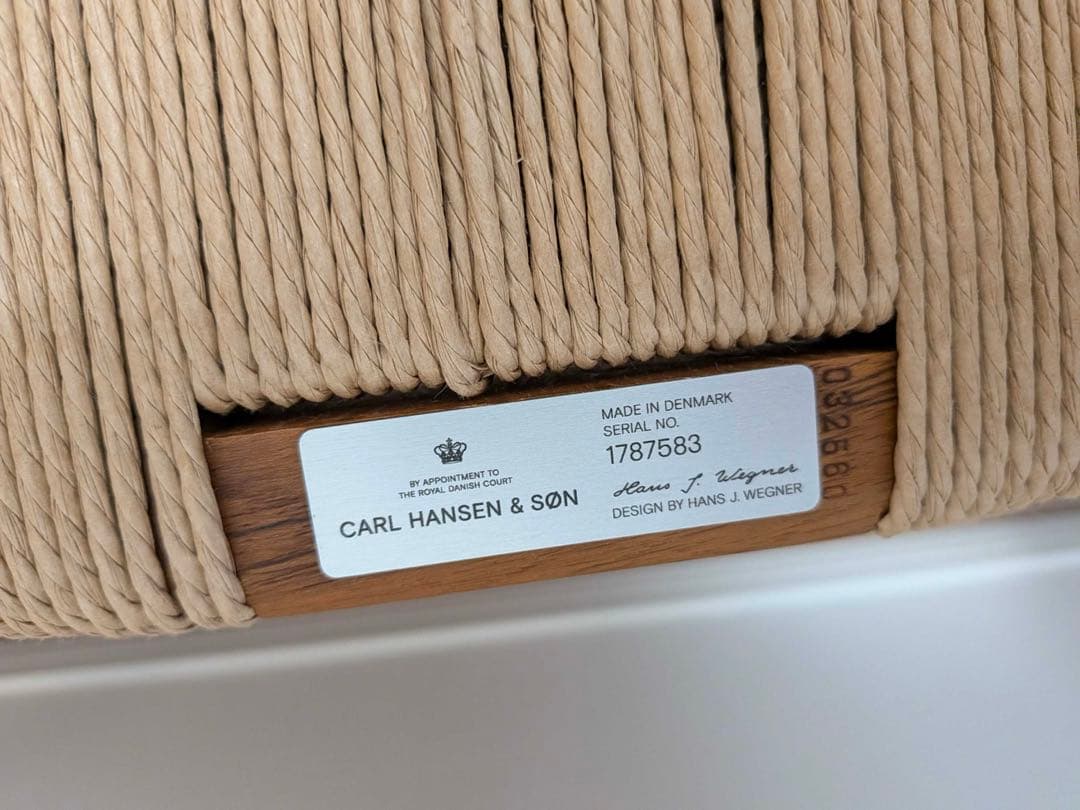 BY APPOINTMENT TO
THE ROYAL DANISH COURT
CARL HANSEN & SØN
MADE IN DENMARK
SERIAL NO.
1787583
Hans J. Wegner
DESIGN BY HANS J. WEGNER